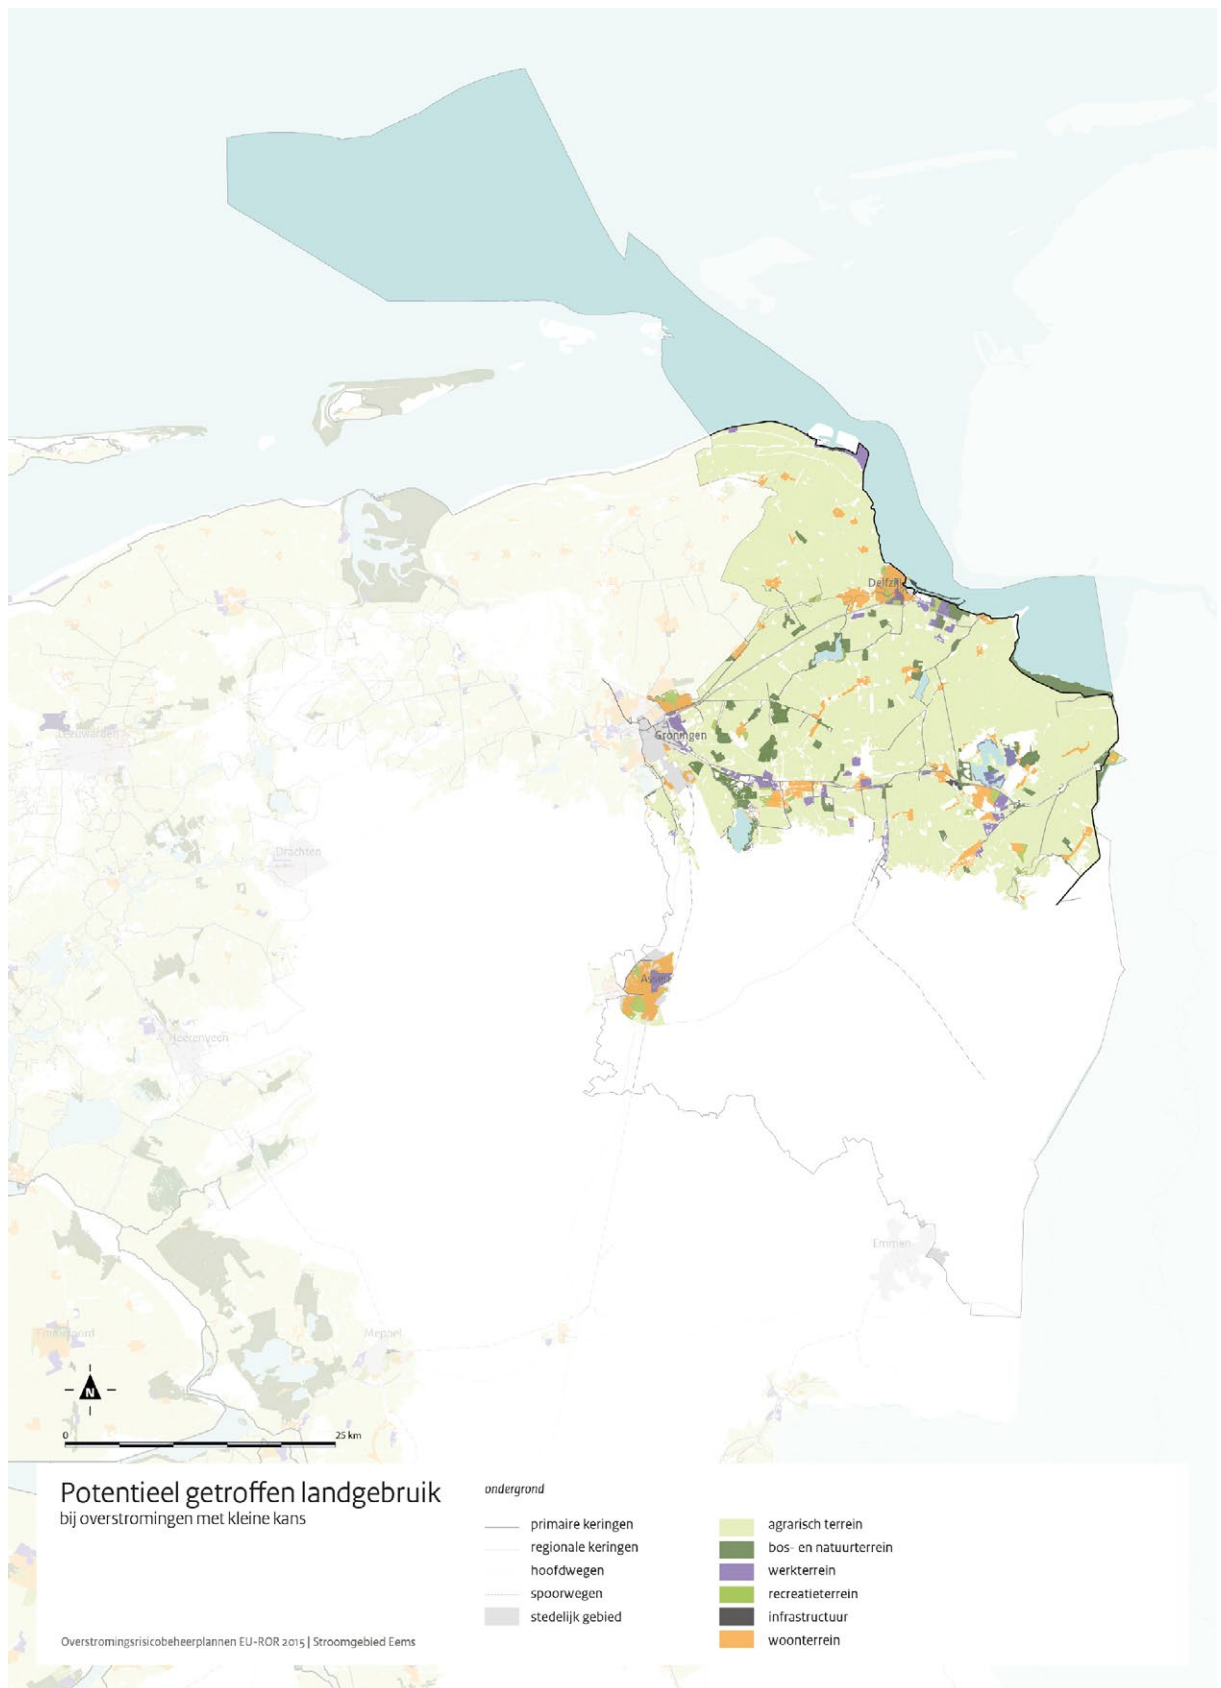 Delfzijl
Groningen
Leeuwarden
Drachten
Assen
Heerenveen
Emmen
Meppel
N
0
25 km
Potentieel getroffen landgebruik
bij overstromingen met kleine kans
ondergrond
primaire keringen
regionale keringen
hoofdwegen
spoorwegen
stedelijk gebied
agrarisch terrein
bos- en natuurterrein
werkterrein
recreatieterrein
infrastructuur
woonterrein
Overstromingsrisicobeheerplannen EU-ROR 2015 | Stroomgebied Eems